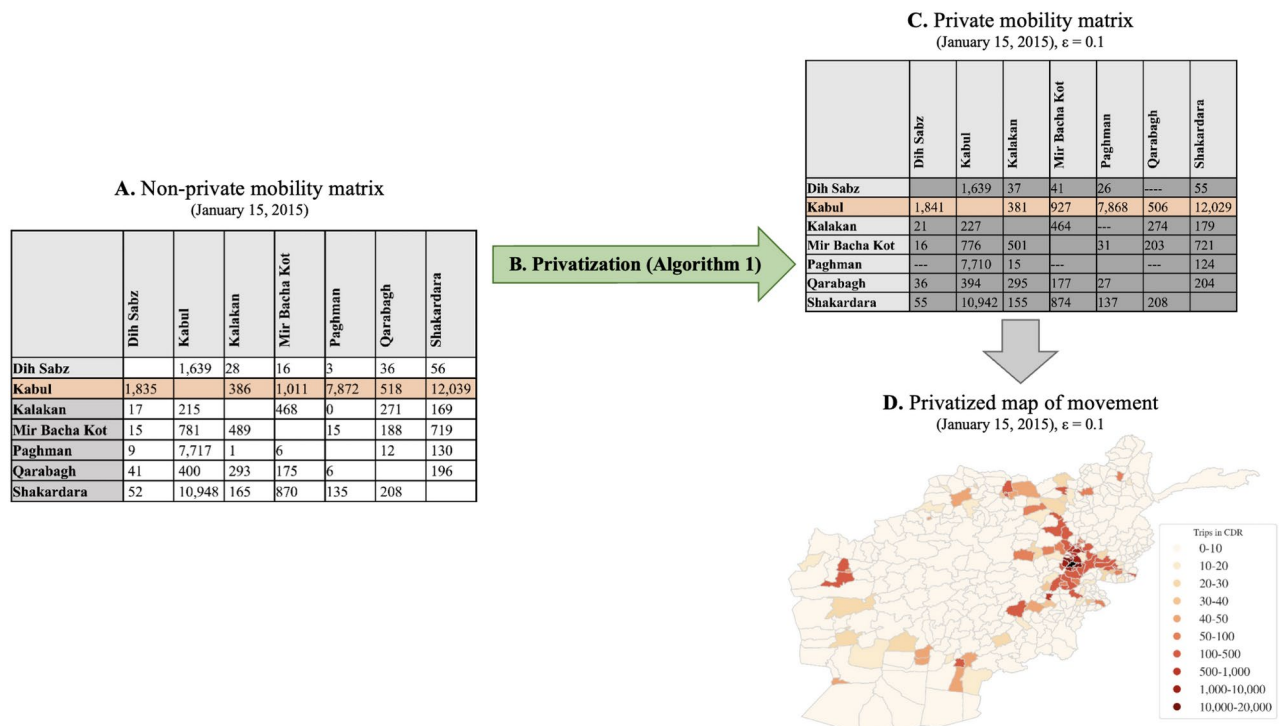 C. Private mobility matrix
(January 15, 2015), ε = 0.1
Dih Sabz Kabul Kalakan Mir Bacha Kot Paghman Qarabagh Shakardara
Dih Sabz 1,639 37 41 26 ---- 55
Kabul 1,841 381 927 7,868 506 12,029
Kalakan 21 227 464 --- 274 179
Mir Bacha Kot 16 776 501 31 203 721
Paghman --- 7,710 15 --- --- 124
Qarabagh 36 394 295 177 27 204
Shakardara 55 10,942 155 874 137 208
A. Non-private mobility matrix
(January 15, 2015)
Dih Sabz Kabul Kalakan Mir Bacha Kot Paghman Qarabagh Shakardara
Dih Sabz 1,639 28 16 3 36 56
Kabul 1,835 386 1,011 7,872 518 12,039
Kalakan 17 215 468 0 271 169
Mir Bacha Kot 15 781 489 15 188 719
Paghman 9 7,717 1 6 12 130
Qarabagh 41 400 293 175 6 196
Shakardara 52 10,948 165 870 135 208
B. Privatization (Algorithm 1)
D. Privatized map of movement
(January 15, 2015), ε = 0.1
Trips in CDR
0-10
10-20
20-30
30-40
40-50
50-100
100-500
500-1,000
1,000-10,000
10,000-20,000